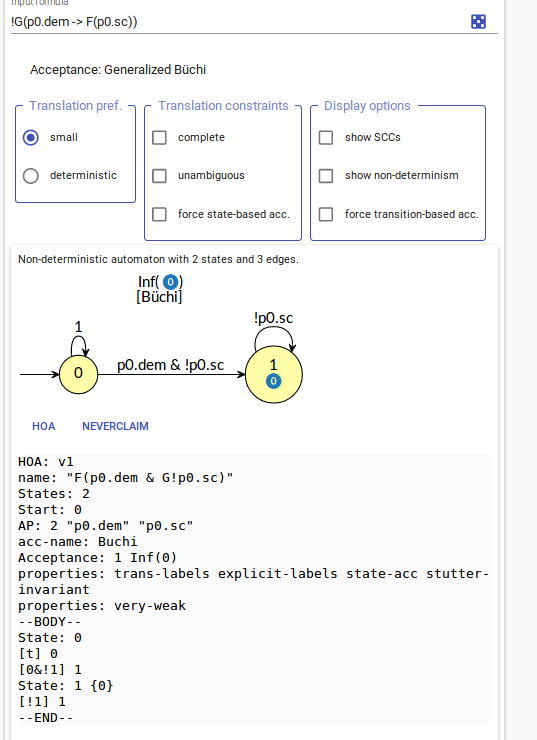 Input formula
!G(p0.dem -> F(p0.sc))
Acceptance: Generalized Büchi
Translation pref.
small
deterministic
Translation constraints
complete
unambiguous
force state-based acc.
Display options
show SCCs
show non-determinism
force transition-based acc.
Non-deterministic automaton with 2 states and 3 edges.
Inf( 0 )
[Büchi]
1
0
p0.dem & !p0.sc
!p0.sc
1
0
HOA
NEVERCLAIM
HOA: v1
name: "F(p0.dem & G!p0.sc)"
States: 2
Start: 0
AP: 2 "p0.dem" "p0.sc"
acc-name: Buchi
Acceptance: 1 Inf(0)
properties: trans-labels explicit-labels state-acc stutter-
invariant
properties: very-weak
--BODY--
State: 0
[t] 0
[0&!1] 1
State: 1 {0}
[!1] 1
--END--